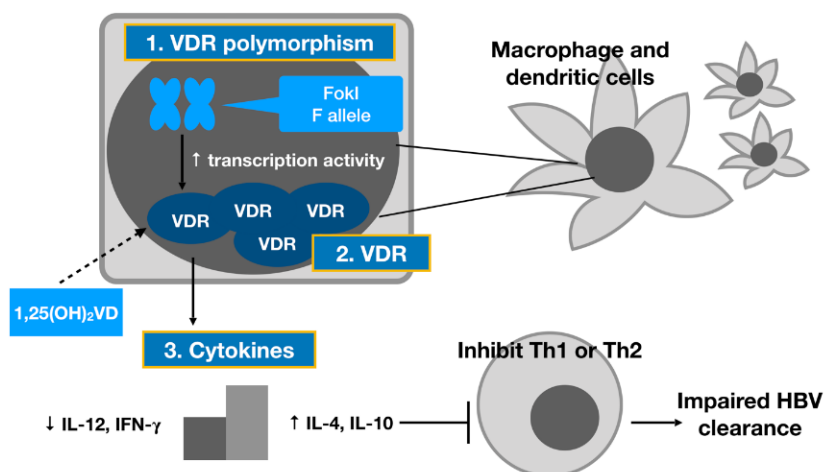 1. VDR polymorphism
FokI
F allele
↑ transcription activity
VDR
VDR
VDR
VDR
2. VDR
1,25(OH)₂VD
Macrophage and
dendritic cells
3. Cytokines
↓ IL-12, IFN-γ
↑ IL-4, IL-10
Inhibit Th1 or Th2
Impaired HBV
clearance